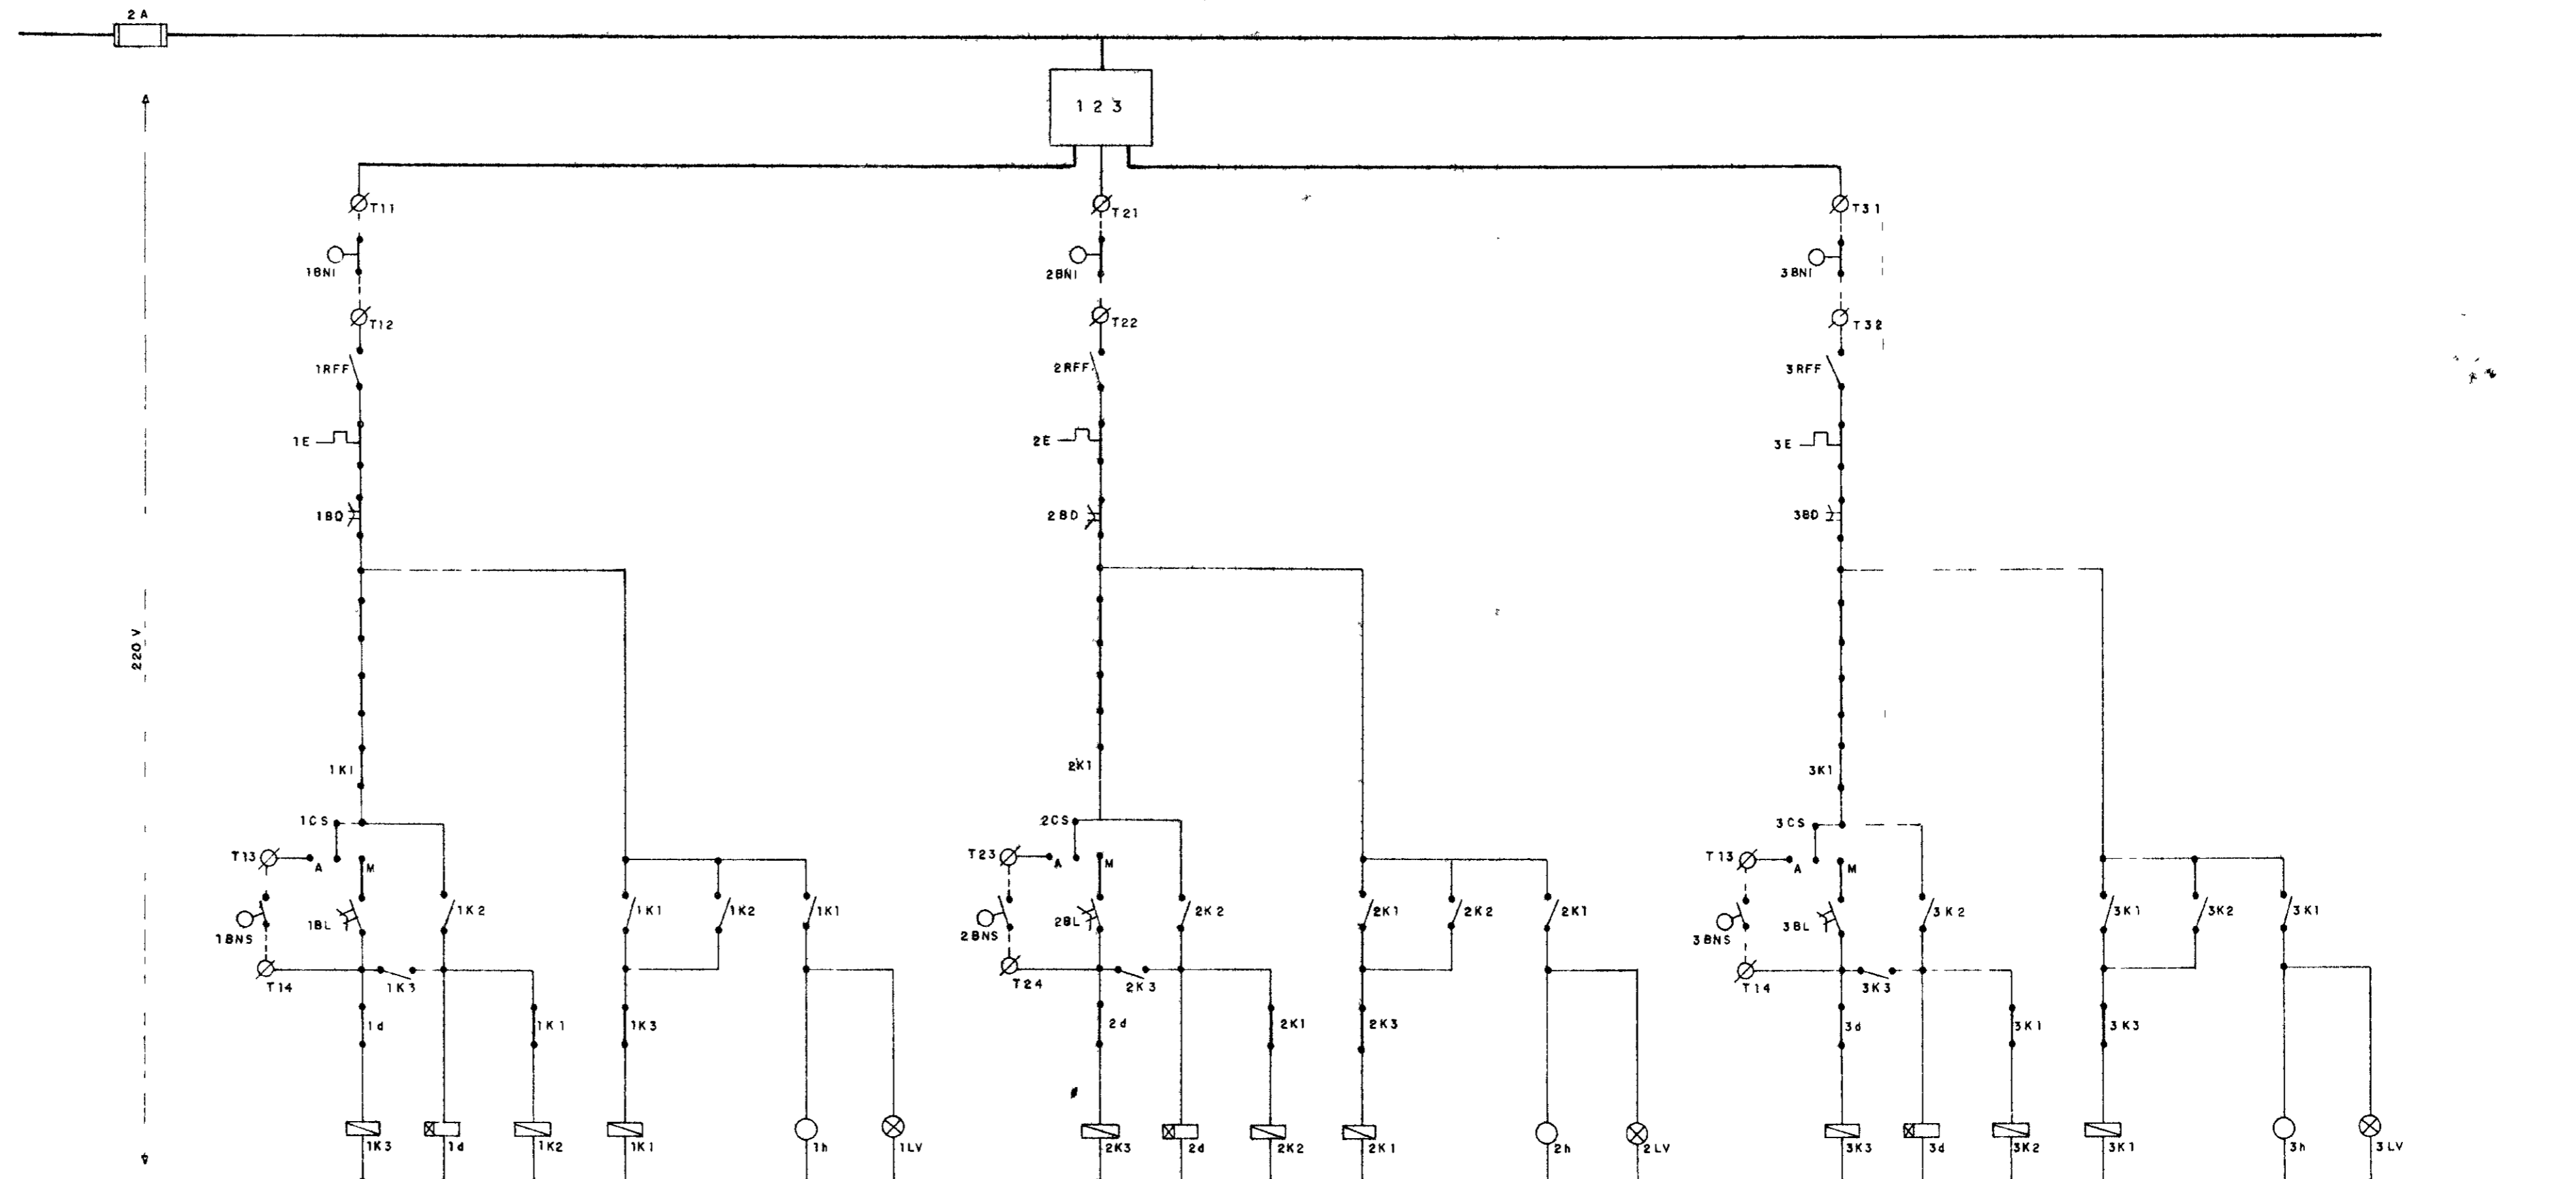 2 A
1 2 3
T11
T21
T31
1BNI
2BNI
3BNI
T12
T22
T32
1RFF
2RFF
3RFF
1E
2E
3E
1BD
2BD
3BD
220 V
1K1
2K1
3K1
1CS
2CS
3CS
T13
A
M
T23
A
M
T13
A
M
1BNS
1BL
1K2
1K1
1K2
1K1
2BNS
2BL
2K2
2K1
2K2
2K1
3BNS
3BL
3K2
3K1
3K2
3K1
T14
1K3
T24
2K3
T14
3K3
1d
1K1
1K3
2d
2K1
2K3
3d
3K1
3K3
1K3
1d
1K2
1K1
1h
1LV
2K3
2d
2K2
2K1
2h
2LV
3K3
3d
3K2
3K1
3h
3LV